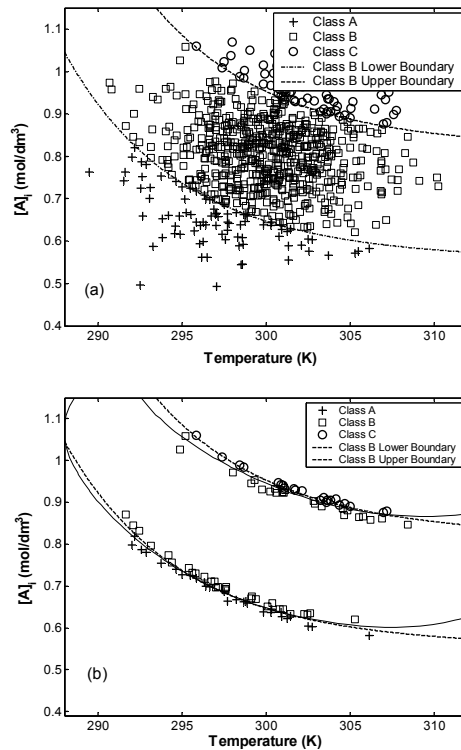 1.1
1
0.9
0.8
0.7
0.6
0.5
0.4
[A]i (mol/dm³)
Class A
Class B
Class C
Class B Lower Boundary
Class B Upper Boundary
(a)
290 295 300 305 310
Temperature (K)
1.1
1
0.9
0.8
0.7
0.6
0.5
0.4
[A]i (mol/dm³)
Class A
Class B
Class C
Class B Lower Boundary
Class B Upper Boundary
(b)
290 295 300 305 310
Temperature (K)